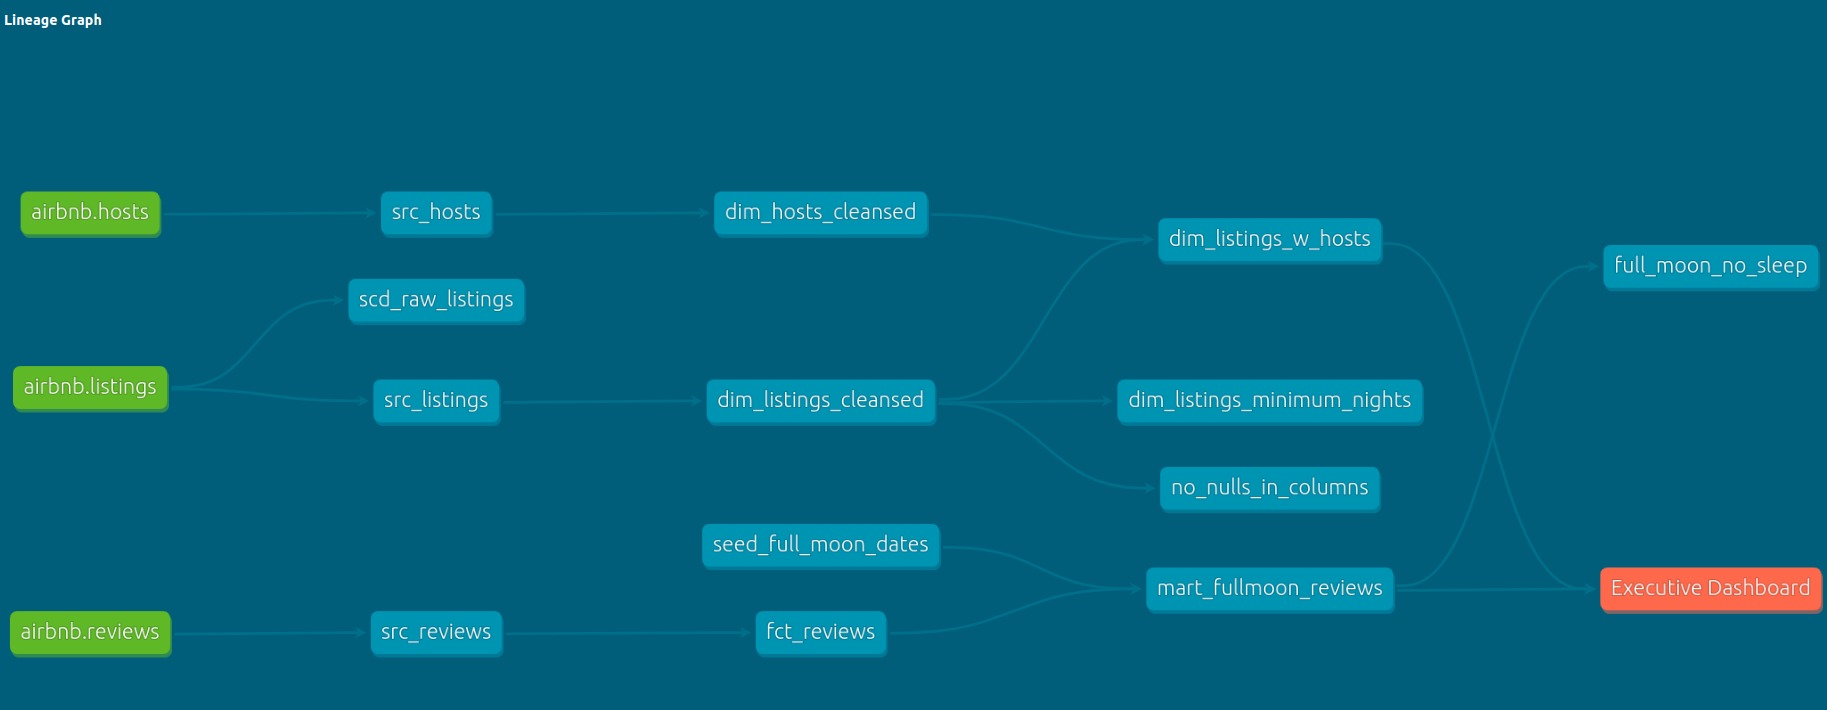 Lineage Graph
airbnb.hosts
src_hosts
dim_hosts_cleansed
dim_listings_w_hosts
full_moon_no_sleep
scd_raw_listings
airbnb.listings
src_listings
dim_listings_cleansed
dim_listings_minimum_nights
no_nulls_in_columns
seed_full_moon_dates
mart_fullmoon_reviews
Executive Dashboard
airbnb.reviews
src_reviews
fct_reviews